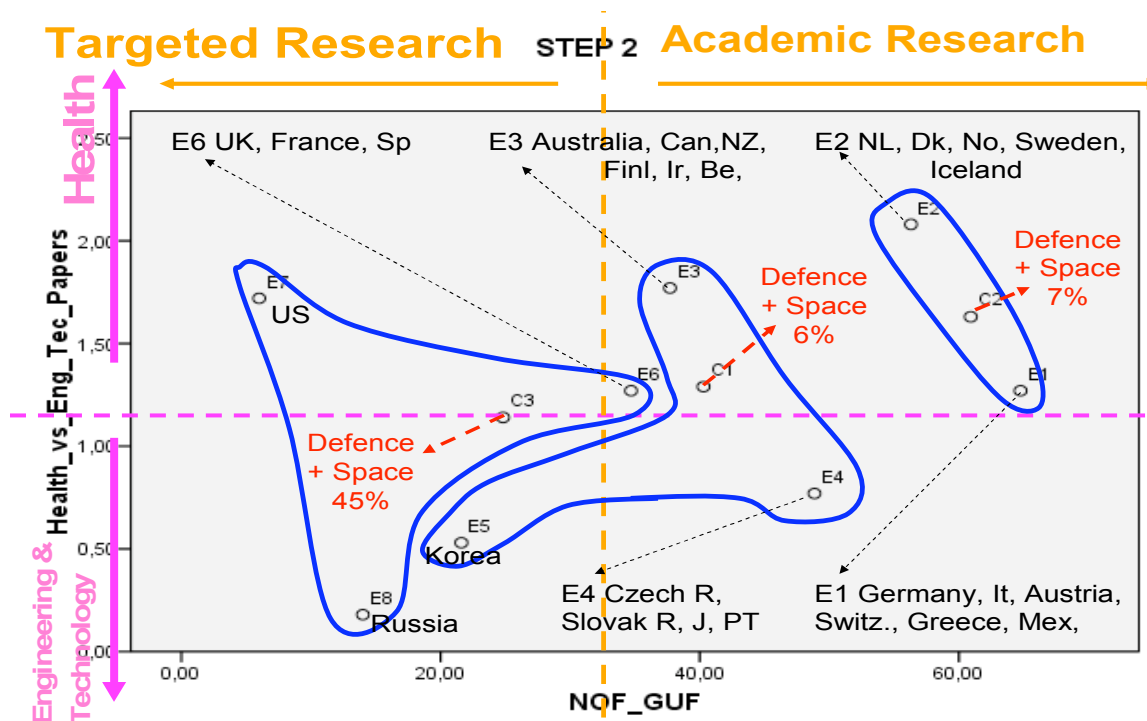 Targeted Research
STEP 2
Academic Research
Health
Engineering &
Technology
Health_vs_Eng_Tec_Papers
2,00
1,50
1,00
0,50
E6 UK, France, Sp
E3 Australia, Can,NZ,
Finl, Ir, Be,
E2 NL, Dk, No, Sweden,
Iceland
E2
Defence
+ Space
7%
Defence
+ Space
6%
E7
US
E3
C2
E6
C1
E1
C3
Defence
+ Space
45%
E4
E5
Korea
E8
Russia
E4 Czech R,
Slovak R, J, PT
E1 Germany, It, Austria,
Switz., Greece, Mex,
0,00
20,00
40,00
60,00
NOF_GUF